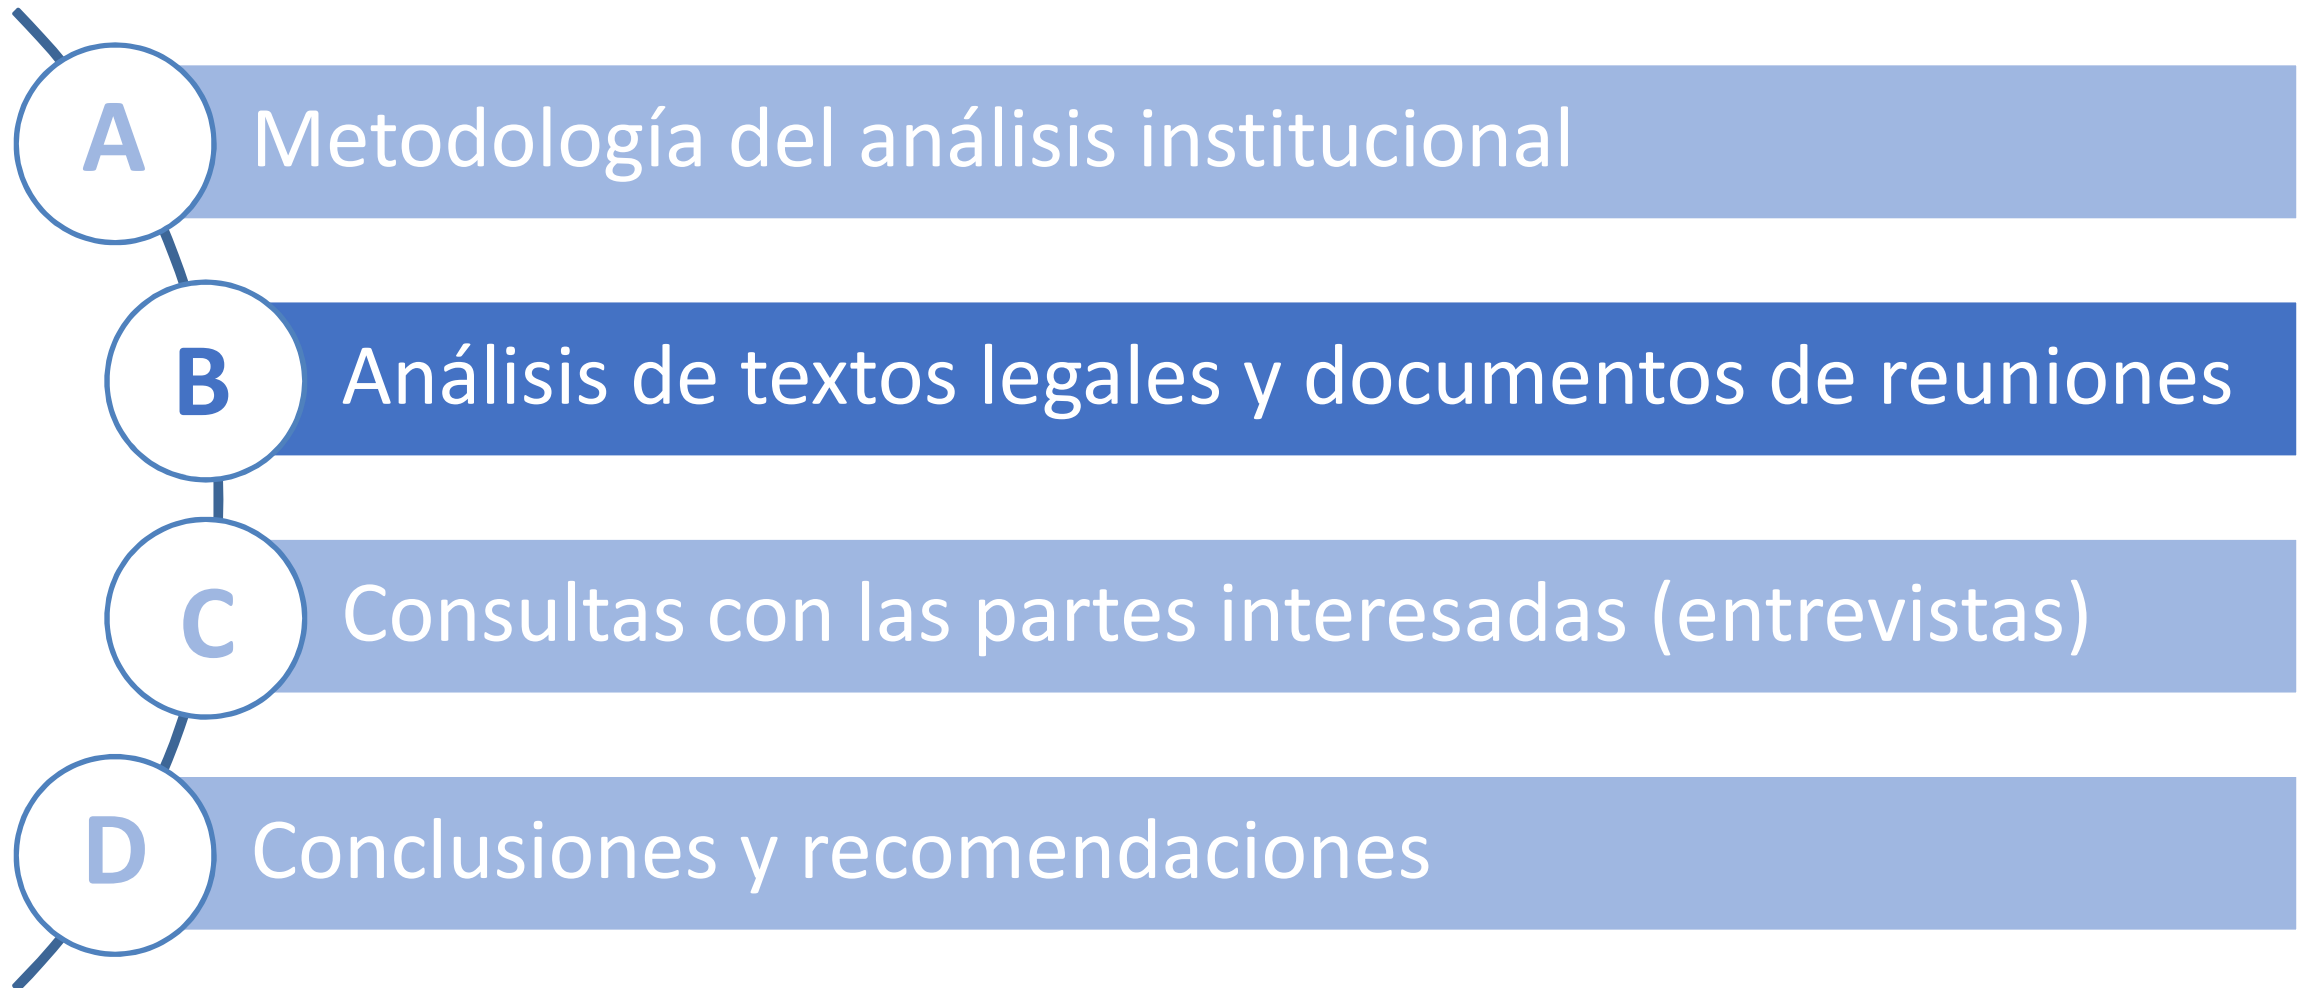 A
Metodología del análisis institucional
B
Análisis de textos legales y documentos de reuniones
C
Consultas con las partes interesadas (entrevistas)
D
Conclusiones y recomendaciones